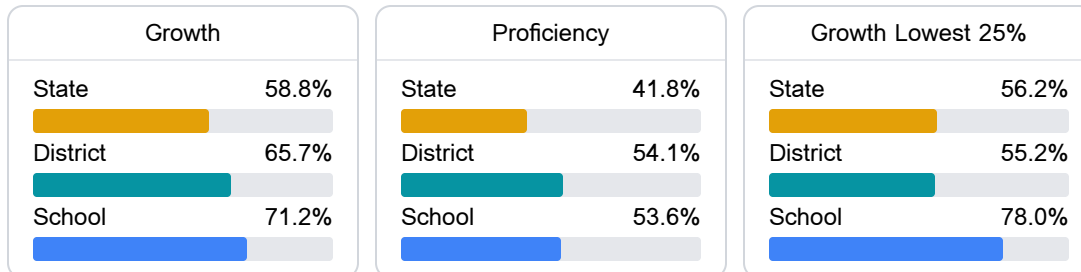 Growth
State 58.8%
District 65.7%
School 71.2%
Proficiency
State 41.8%
District 54.1%
School 53.6%
Growth Lowest 25%
State 56.2%
District 55.2%
School 78.0%